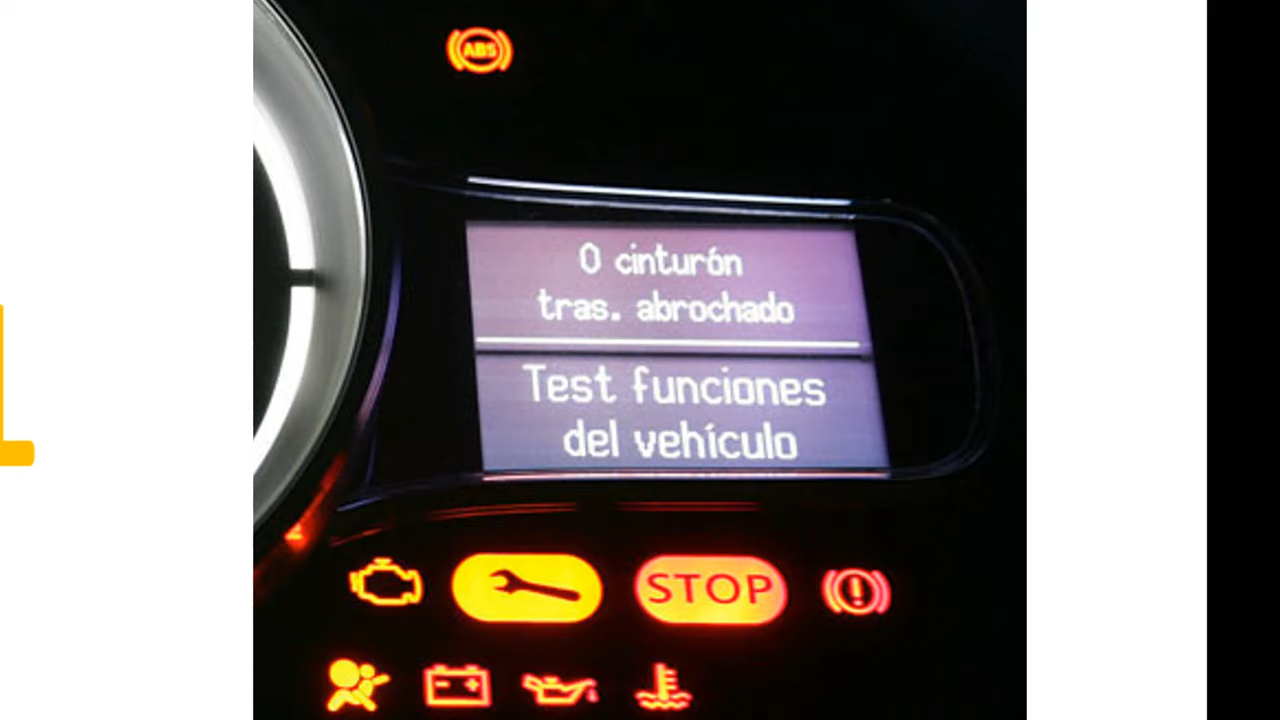 ABS
0 cinturón
tras. abrochado
Test funciones
del vehículo
STOP